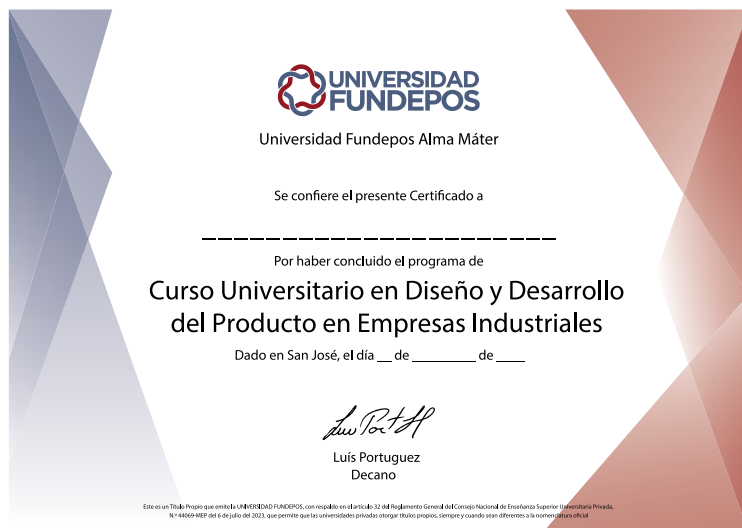 UNIVERSIDAD
FUNDEPOS
Universidad Fundepos Alma Máter
Se confiere el presente Certificado a
______________________
Por haber concluido el programa de
Curso Universitario en Diseño y Desarrollo
del Producto en Empresas Industriales
Dado en San José, el día __ de ________ de ____
Luís Portuguez
Decano
Este es un Título Propio que emite la UNIVERSIDAD FUNDEPOS, con respaldo en el artículo 32 del Reglamento General del Consejo Nacional de Enseñanza Superior Universitaria Privada,
N.º 44069-MEP del 6 de julio del 2023, que permite que las universidades privadas otorgar títulos propios, siempre y cuando sean diferentes a la nomenclatura oficial